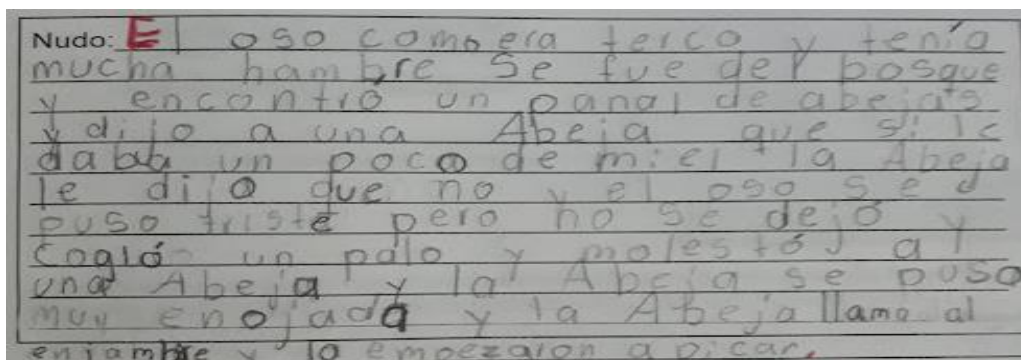 Nudo: El oso como era terco y tenía
mucha hambre Se fue del bosque
y encontró un panal de abejas
y dijo a una Abeja que si le
daba un poco de miel la Abeja
le dijo que no y el oso se
puso triste pero no se dejó y
cogió un palo y molestó a
una Abeja y la Abeja se puso
muy enojada y la Abeja llamo al
enjambre y lo empezaron a picar.